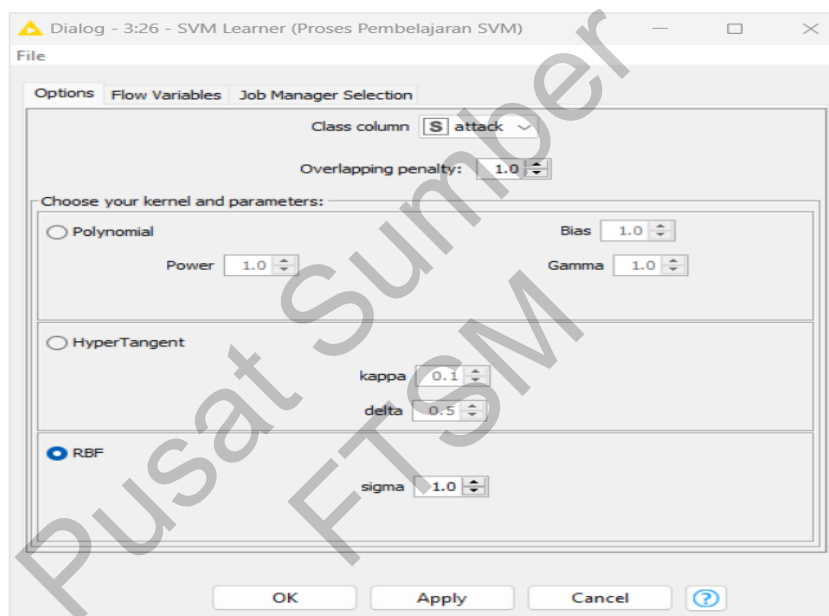 Dialog - 3:26 - SVM Learner (Proses Pembelajaran SVM)
File
Options Flow Variables Job Manager Selection
Class column S attack
Overlapping penalty: 1.0
Choose your kernel and parameters:
Polynomial Bias 1.0
Power 1.0 Gamma 1.0
HyperTangent
kappa 0.1
delta 0.5
RBF
sigma 1.0
OK Apply Cancel ?
Pusat Sumber
FTSM